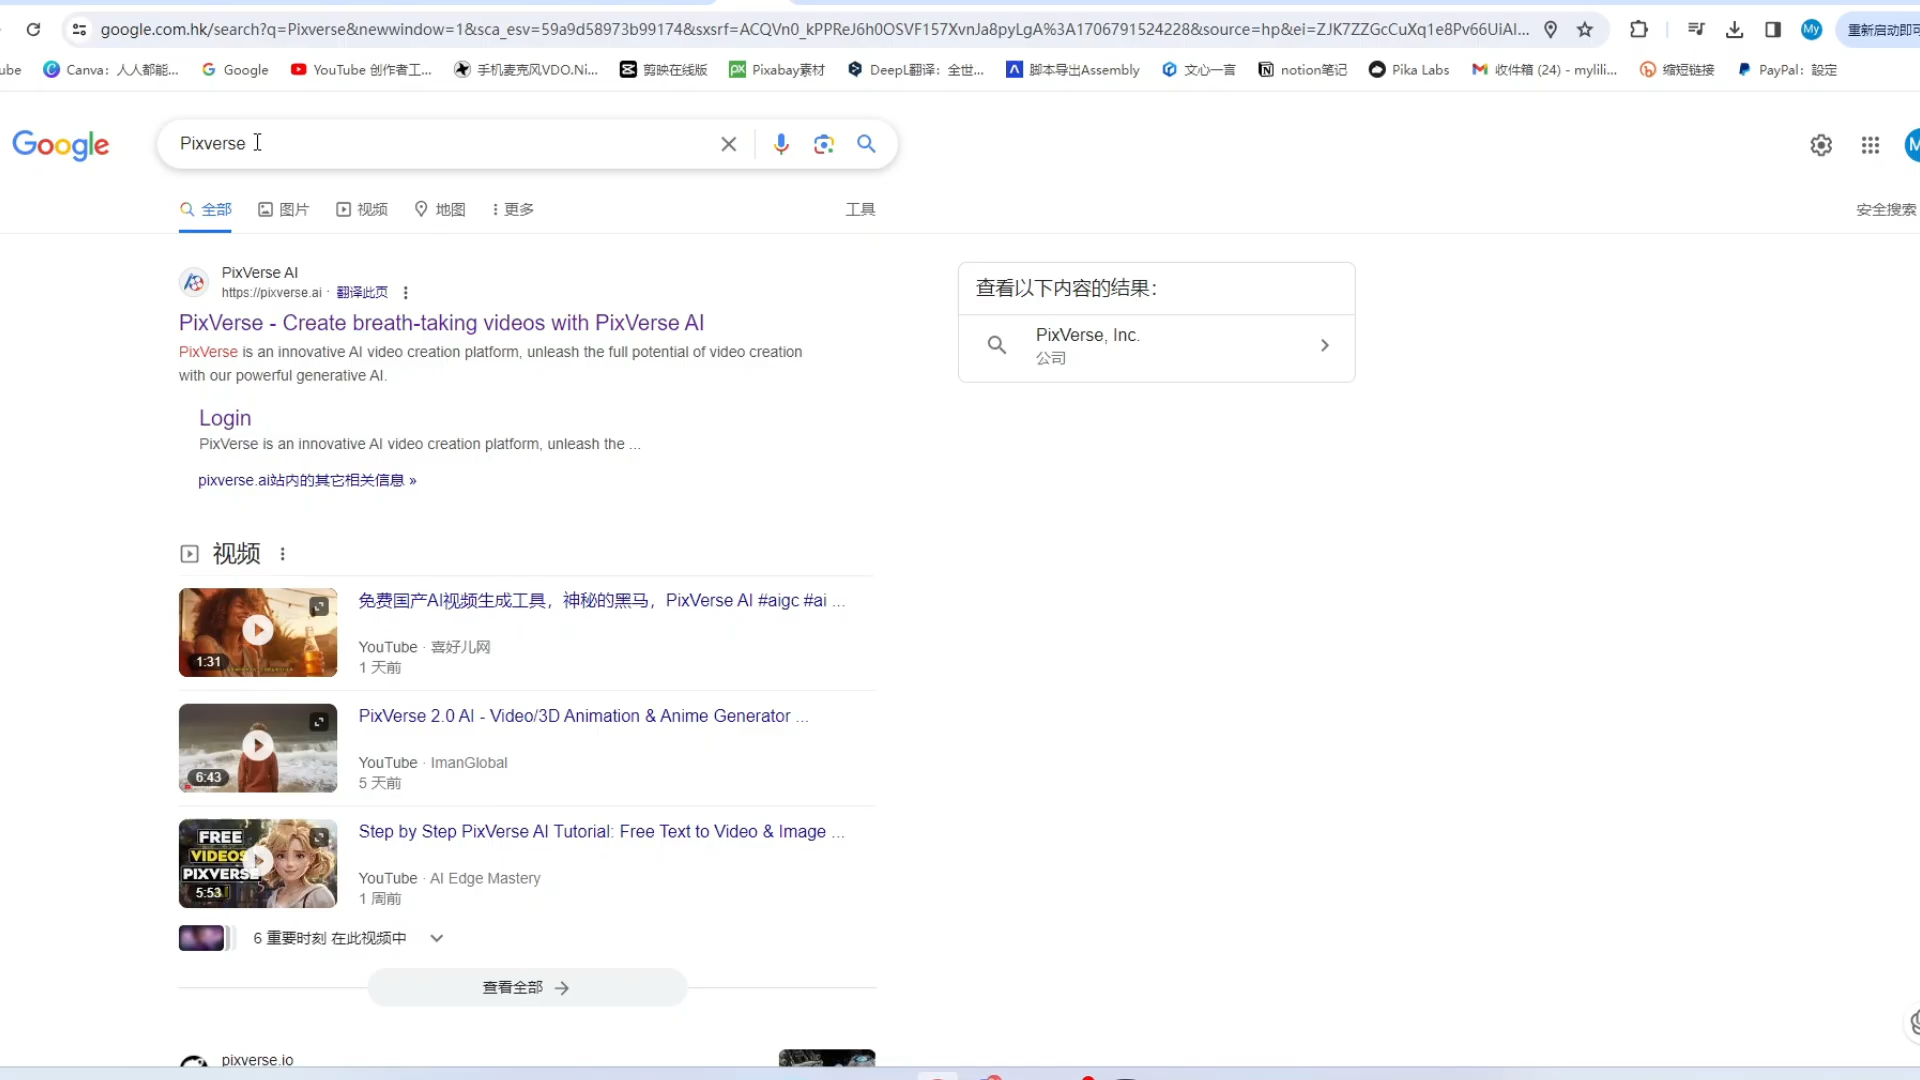 google.com.hk/search?q=Pixverse&newwindow=1&sca_esv=59a9d58973b99174&sxsrf=ACQVn0_kPPReJ6h0OSVF157XvnJa8pyLgA%3A1706791524228&source=hp&ei=ZJK7ZZGcCuXq1e8Pv66UiAI...
My
重新启动即可
ube
Canva：人人都能...
Google
YouTube 创作者工...
手机麦克风VDO.Ni...
剪映在线版
Pixabay素材
DeepL翻译：全世...
脚本导出Assembly
文心一言
notion笔记
Pika Labs
收件箱 (24) - mylili...
缩短链接
PayPal：設定
Google
Pixverse
全部
图片
视频
地图
更多
工具
安全搜索
PixVerse AI
https://pixverse.ai · 翻译此页
PixVerse - Create breath-taking videos with PixVerse AI
PixVerse is an innovative AI video creation platform, unleash the full potential of video creation
with our powerful generative AI.
Login
PixVerse is an innovative AI video creation platform, unleash the ...
pixverse.ai站内的其它相关信息 »
查看以下内容的结果：
PixVerse, Inc.
公司
视频
1:31
免费国产AI视频生成工具，神秘的黑马，PixVerse AI #aigc #ai ...
YouTube · 喜好儿网
1 天前
6:43
PixVerse 2.0 AI - Video/3D Animation & Anime Generator ...
YouTube · ImanGlobal
5 天前
FREE
VIDEOS
PIXVERSE
5:53
Step by Step PixVerse AI Tutorial: Free Text to Video & Image ...
YouTube · AI Edge Mastery
1 周前
6 重要时刻 在此视频中
查看全部
pixverse.io